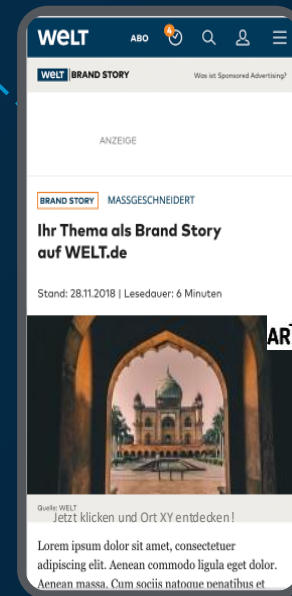 WELT ABO 4
WELT BRAND STORY Was ist Sponsored Advertising?
ANZEIGE
BRAND STORY MASSGESCHNEIDERT
Ihr Thema als Brand Story
auf WELT.de
Stand: 28.11.2018 | Lesedauer: 6 Minuten
AR
Quelle: WELT
Jetzt klicken und Ort XY entdecken!
Lorem ipsum dolor sit amet, consectetuer
adipiscing elit. Aenean commodo ligula eget dolor.
Aenean massa. Cum sociis natoque penatibus et